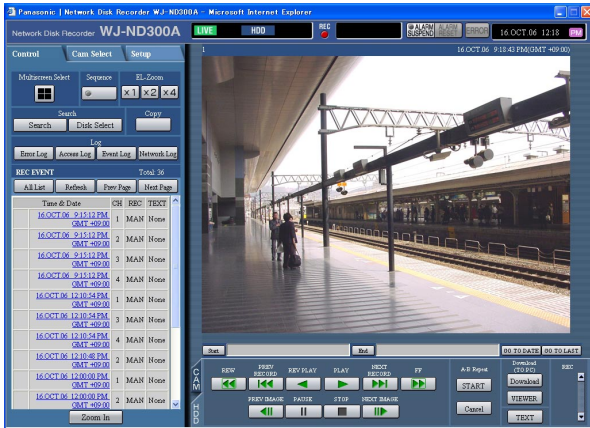 Panasonic | Network Disk Recorder WJ-ND300A - Microsoft Internet Explorer
Network Disk Recorder WJ-ND300A
LIVE HDD REC ALARM SUSPEND ALARM RESET ERROR 16.OCT.06 12:18 PM
Control Cam Select Setup
1 16.OCT.06 9:18:43 PM(GMT +09:00)
Multiscreen Select Sequence EL-Zoom
x1 x2 x4
Search Copy
Search Disk Select
Log
Error Log Access Log Event Log Network Log
REC EVENT Total: 36
All List Refresh Prev Page Next Page
Time & Date CH REC TEXT
16.OCT.06 9:15:12 PM GMT +09:00 1 MAN None
16.OCT.06 9:15:12 PM GMT +09:00 2 MAN None
16.OCT.06 9:15:12 PM GMT +09:00 3 MAN None
16.OCT.06 9:15:12 PM GMT +09:00 4 MAN None
16.OCT.06 12:10:54 PM GMT +09:00 1 MAN None
16.OCT.06 12:10:54 PM GMT +09:00 3 MAN None
16.OCT.06 12:10:54 PM GMT +09:00 4 MAN None
16.OCT.06 12:10:48 PM GMT +09:00 2 MAN None
16.OCT.06 12:00:00 PM GMT +09:00 1 MAN None
16.OCT.06 12:00:00 PM GMT +09:00 2 MAN None
Zoom In
Start End GO TO DATE GO TO LAST
CAM
HDD
REW PREV RECORD REV PLAY PLAY NEXT RECORD FF
PREV IMAGE PAUSE STOP NEXT IMAGE
A-B Repeat
START
Cancel
Download (TO PC)
Download
VIEWER
TEXT
REC